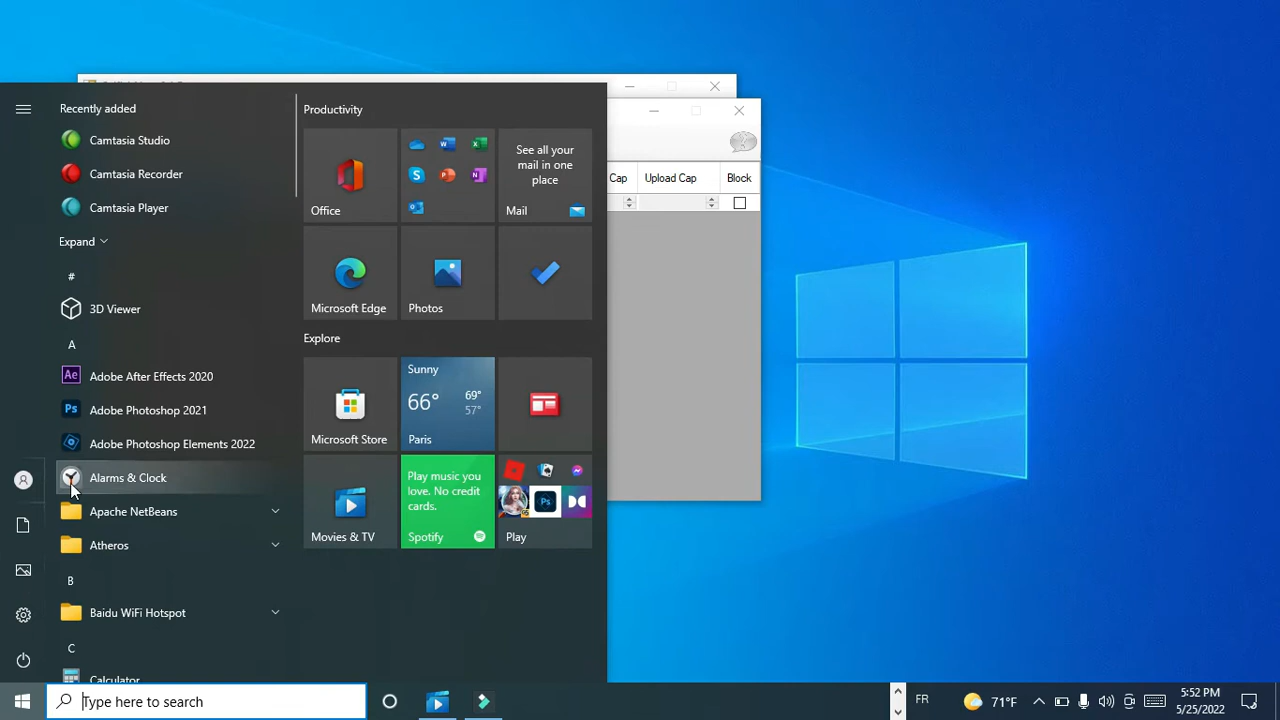 Recently added
Camtasia Studio
Camtasia Recorder
Camtasia Player
Expand
#
3D Viewer
A
Adobe After Effects 2020
Adobe Photoshop 2021
Adobe Photoshop Elements 2022
Alarms & Clock
Apache NetBeans
Atheros
B
Baidu WiFi Hotspot
C
Calculator
Productivity
Office
See all your
mail in one
place
Mail
Microsoft Edge
Photos
Explore
Microsoft Store
Sunny
66° 69°
57°
Paris
Movies & TV
Play music you
love. No credit
cards.
Spotify
Play
Cap Upload Cap Block
Type here to search
FR
71°F
5:52 PM
5/25/2022